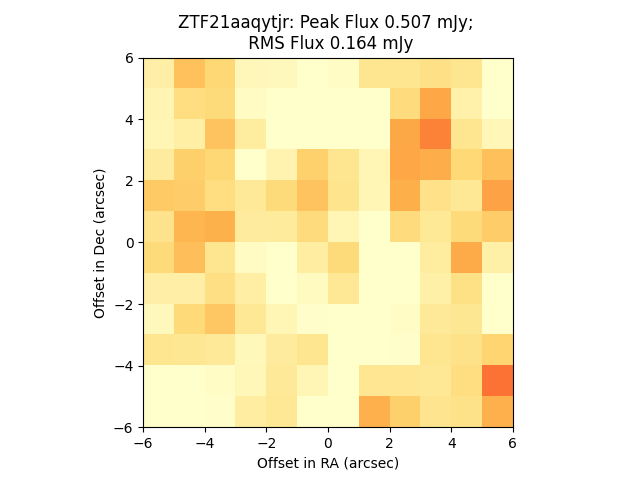 ZTF21aaqytjr: Peak Flux 0.507 mJy;
RMS Flux 0.164 mJy
6
4
2
0
−2
−4
−6
Offset in Dec (arcsec)
−6 −4 −2 0 2 4 6
Offset in RA (arcsec)